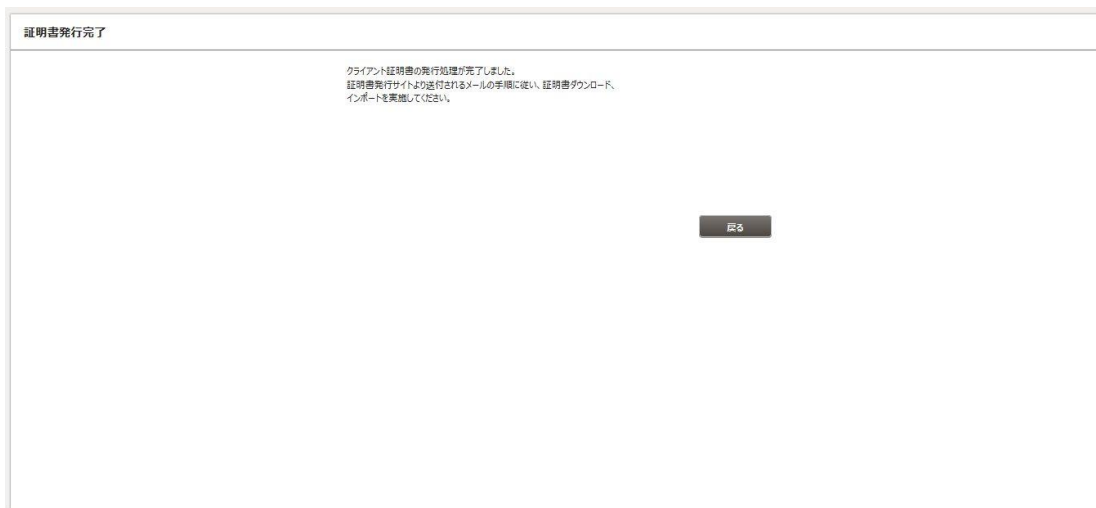 証明書発行完了
クライアント証明書の発行処理が完了しました。
証明書発行サイトより送付されるメールの手順に従い、証明書ダウンロード、
インポートを実施してください。
戻る